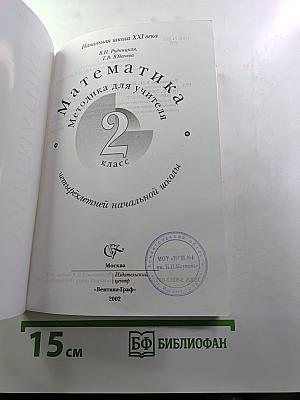 Начальная школа XXI века
В.Н. Рудницкая,
Т.В. Юдачева
Математика
Методика для учителя
2
класс
четырёхлетней начальной школы
Москва
Издательский
центр
«Вентана-Граф»
2002
МОУ
15 см
БФ БИБЛИОФАН